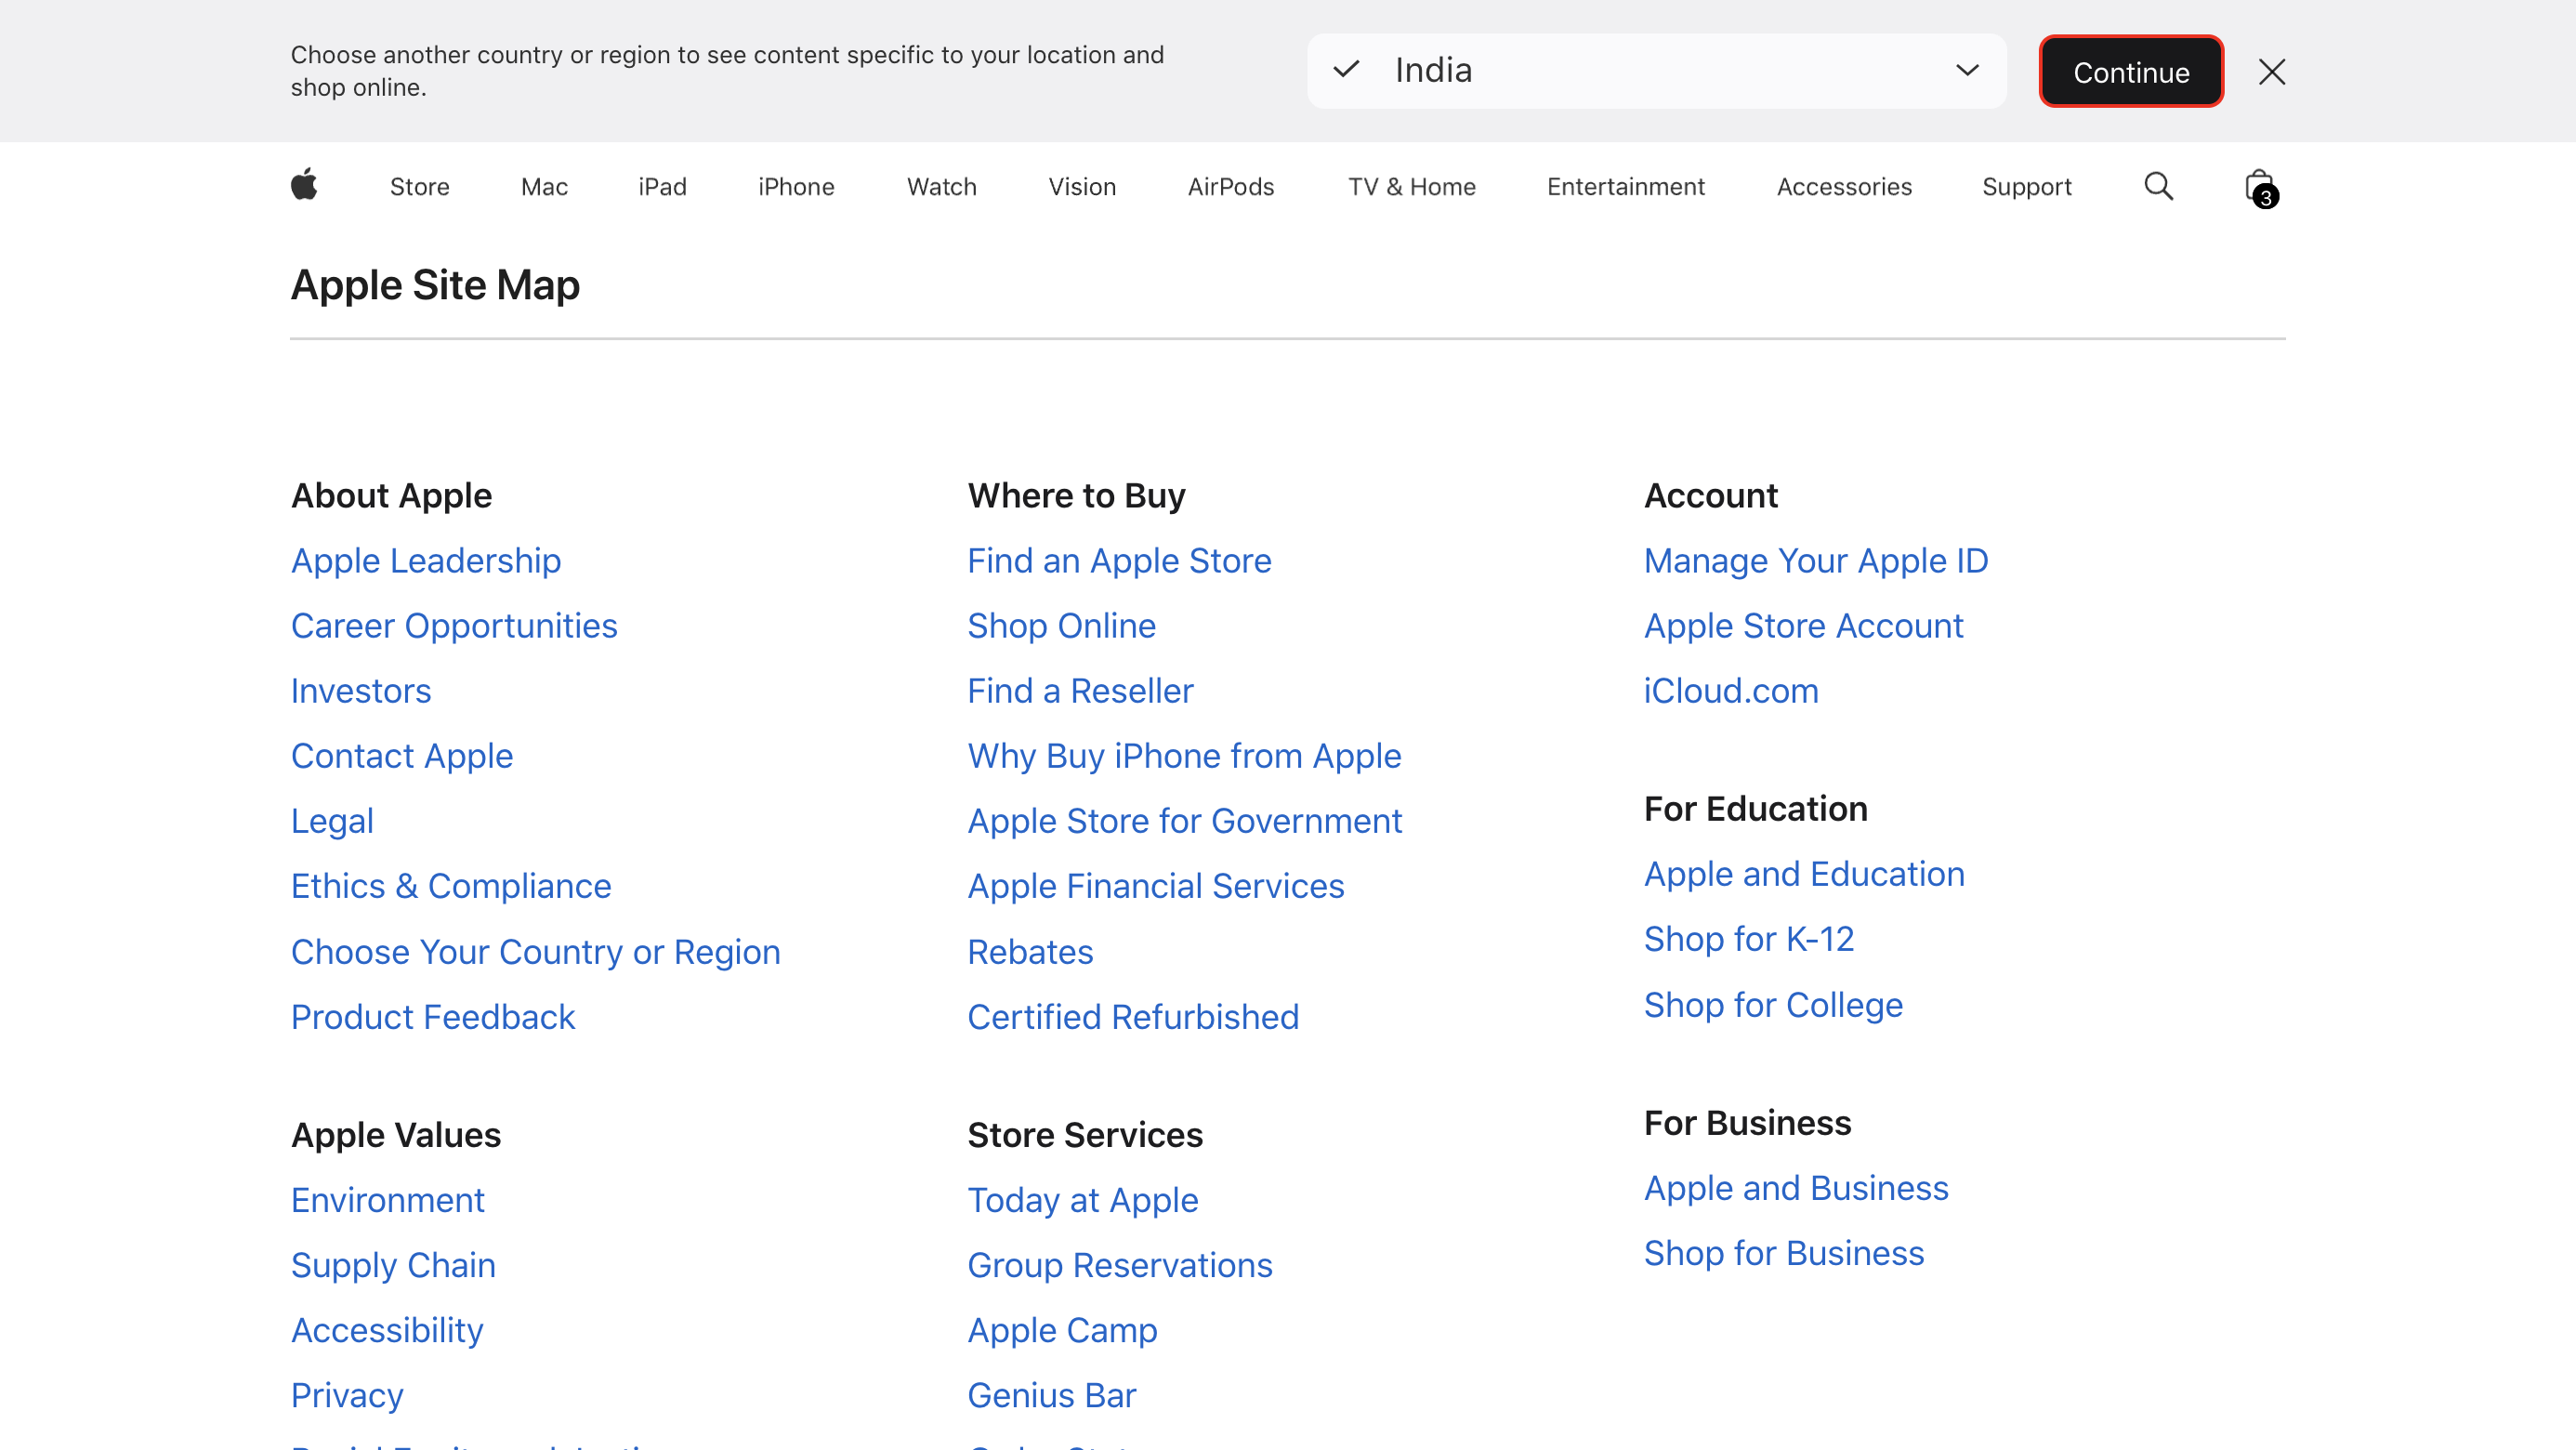 Choose another country or region to see content specific to your location and
shop online.
India
Continue
Store
Mac
iPad
iPhone
Watch
Vision
AirPods
TV & Home
Entertainment
Accessories
Support
3
Apple Site Map
About Apple
Apple Leadership
Career Opportunities
Investors
Contact Apple
Legal
Ethics & Compliance
Choose Your Country or Region
Product Feedback
Apple Values
Environment
Supply Chain
Accessibility
Privacy
Where to Buy
Find an Apple Store
Shop Online
Find a Reseller
Why Buy iPhone from Apple
Apple Store for Government
Apple Financial Services
Rebates
Certified Refurbished
Store Services
Today at Apple
Group Reservations
Apple Camp
Genius Bar
Account
Manage Your Apple ID
Apple Store Account
iCloud.com
For Education
Apple and Education
Shop for K-12
Shop for College
For Business
Apple and Business
Shop for Business